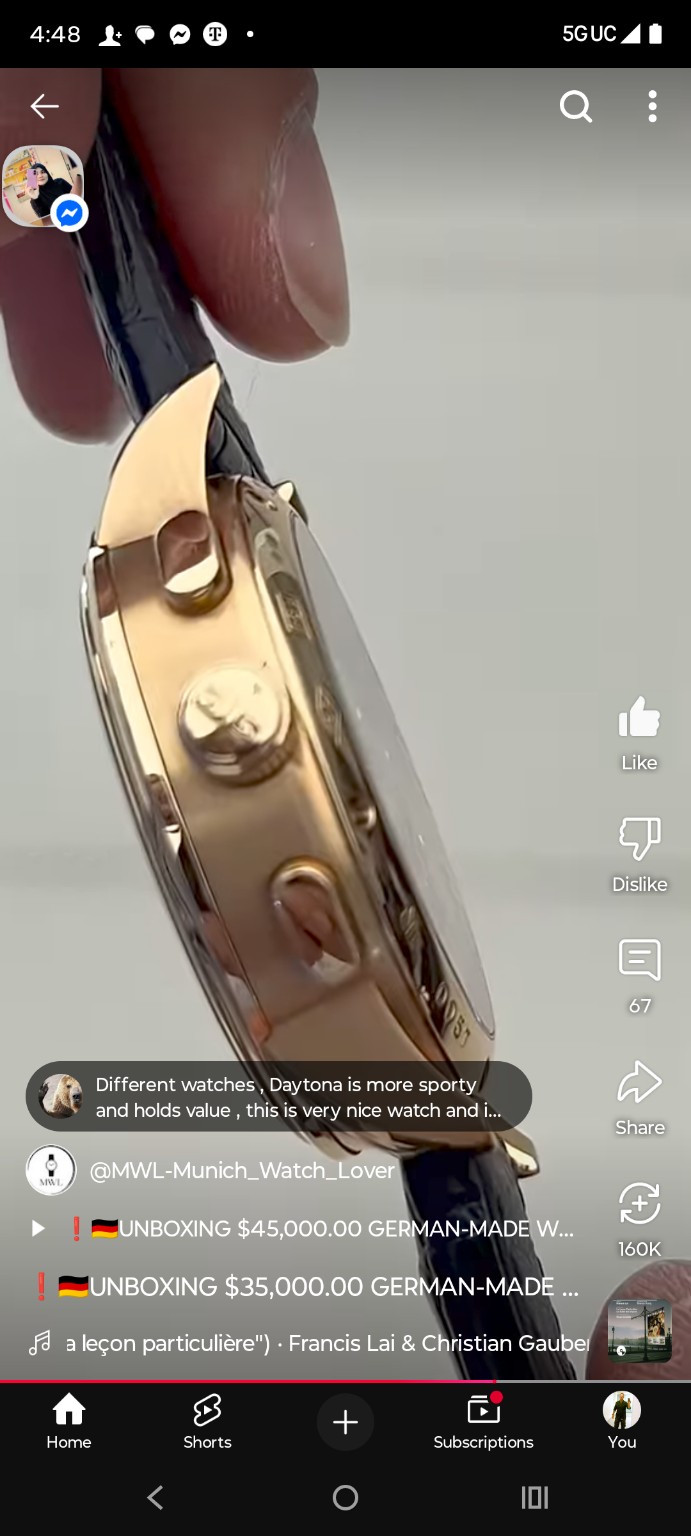 4:48
5G UC
Different watches , Daytona is more sporty
and holds value , this is very nice watch and i...
MWL
@MWL-Munich_Watch_Lover
❗🇩🇪UNBOXING $45,000.00 GERMAN-MADE W...
❗🇩🇪UNBOXING $35,000.00 GERMAN-MADE ...
a leçon particulière") · Francis Lai & Christian Gauber
Like
Dislike
67
Share
160K
Home
Shorts
Subscriptions
You